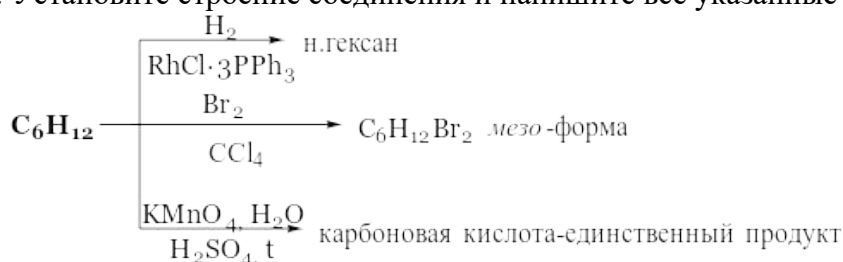 Установите строение соединения и напишите все указанные
H₂
н.гексан
RhCl·3PPh₃
Br₂
C₆H₁₂
C₆H₁₂Br₂ мезо-форма
CCl₄
KMnO₄, H₂O
карбоновая кислота-единственный продукт
H₂SO₄, t